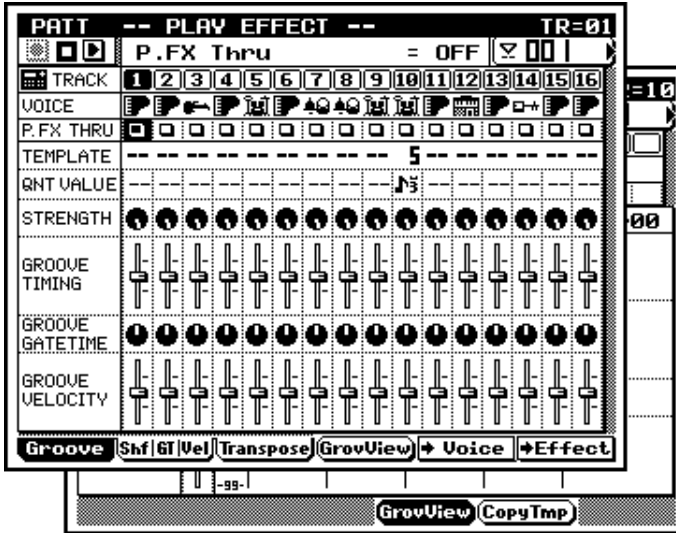 PATT -- PLAY EFFECT -- TR=01
P.FX Thru = OFF
TRACK 1 2 3 4 5 6 7 8 9 10 11 12 13 14 15 16
VOICE
P.FX THRU
TEMPLATE -- -- -- -- -- -- -- -- -- 5 -- -- -- -- -- --
QNT VALUE -- -- -- -- -- -- -- -- -- -- -- -- -- -- --
STRENGTH
GROOVE
TIMING
GROOVE
GATETIME
GROOVE
VELOCITY
Groove Shf GT Vel Transpose GrovView → Voice →Effect
=10
00
-99-
GrovView CopyTmp